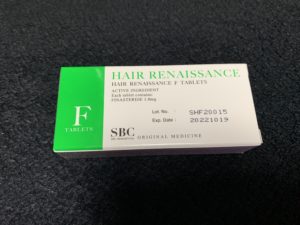 HAIR RENAISSANCE
HAIR RENAISSANCE F TABLETS
ACTIVE INGREDIENT
Each tablet contains
FINASTERIDE 1.0mg
Lot. No. : SHF20015
Exp. Date : 20221019
F
TABLETS
SBC
ORIGINAL MEDICINE